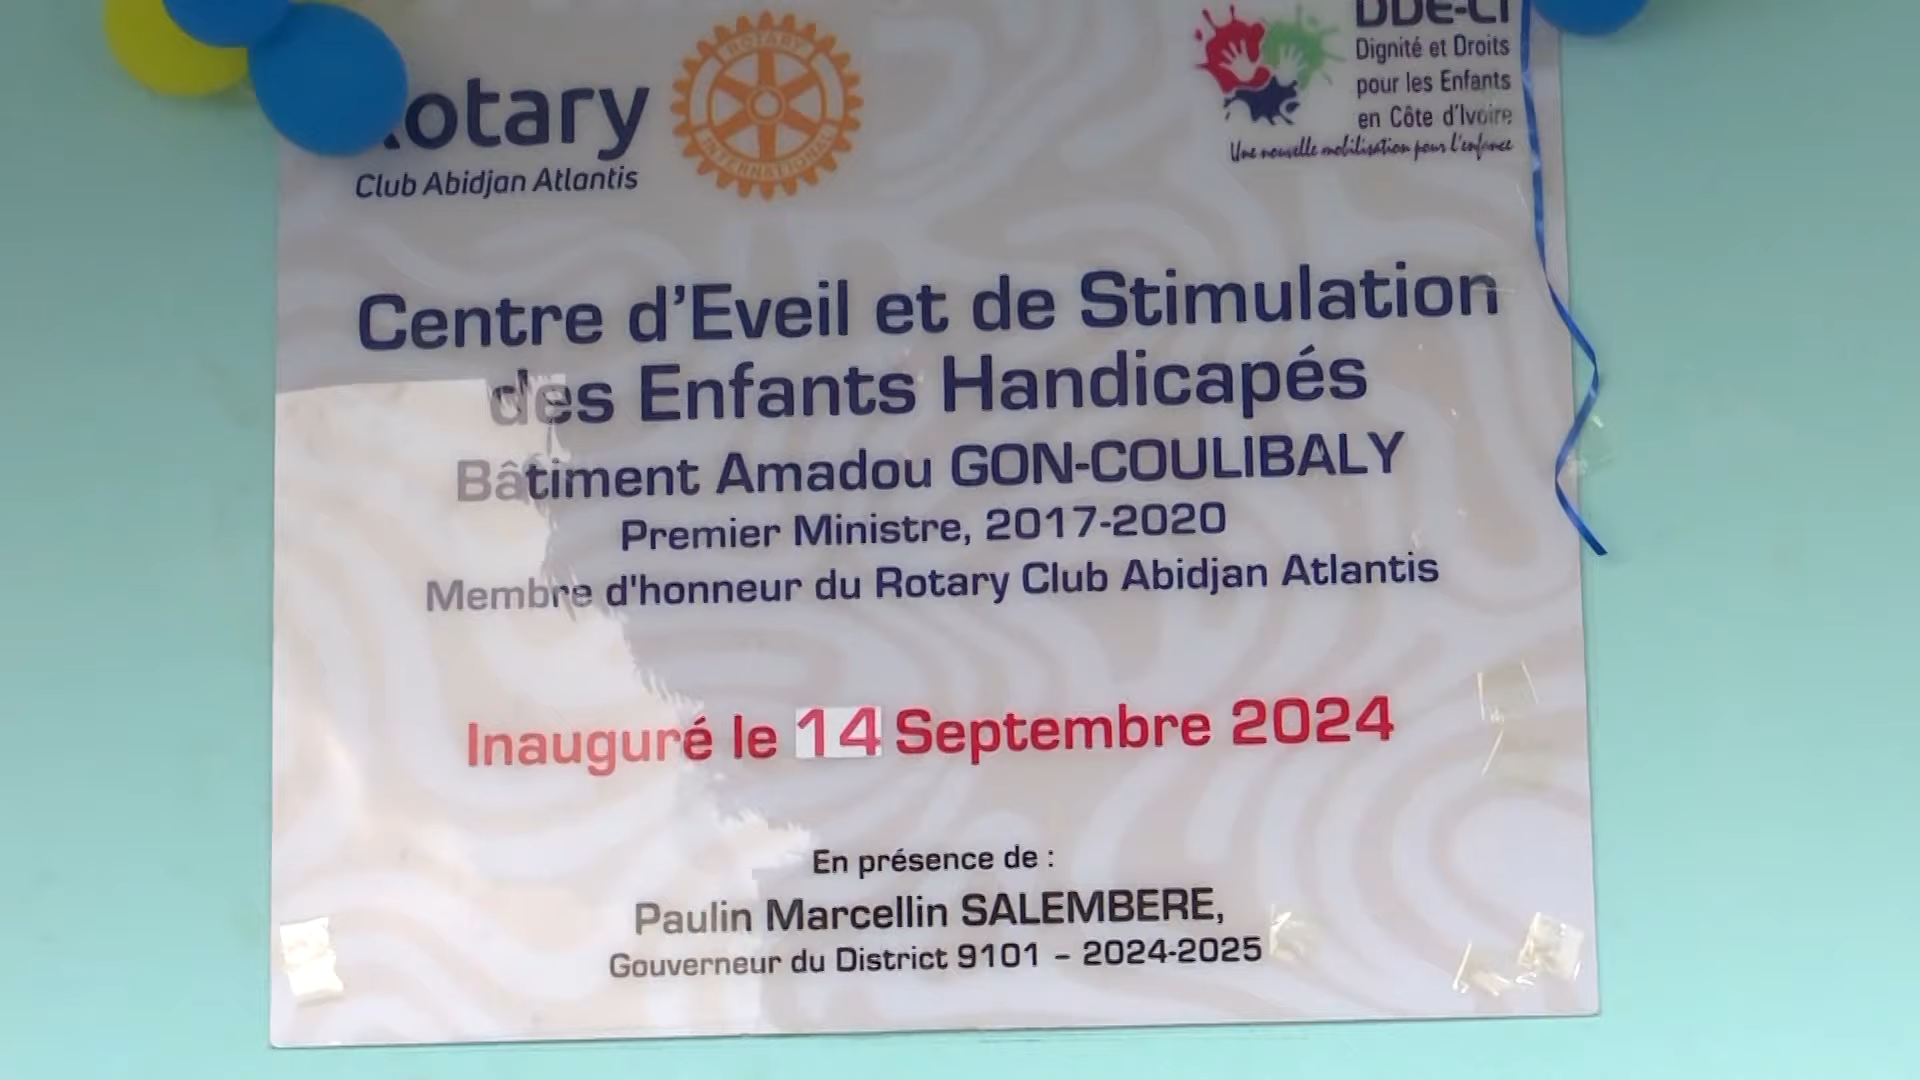 Rotary
Club Abidjan Atlantis
ROTARY
INTERNATIONAL
DDE-CI
Dignité et Droits
pour les Enfants
en Côte d'Ivoire
Une nouvelle mobilisation pour l'enfance
Centre d'Eveil et de Stimulation
des Enfants Handicapés
Bâtiment Amadou GON-COULIBALY
Premier Ministre, 2017-2020
Membre d'honneur du Rotary Club Abidjan Atlantis
Inauguré le 14 Septembre 2024
En présence de :
Paulin Marcellin SALEMBERE,
Gouverneur du District 9101 - 2024-2025